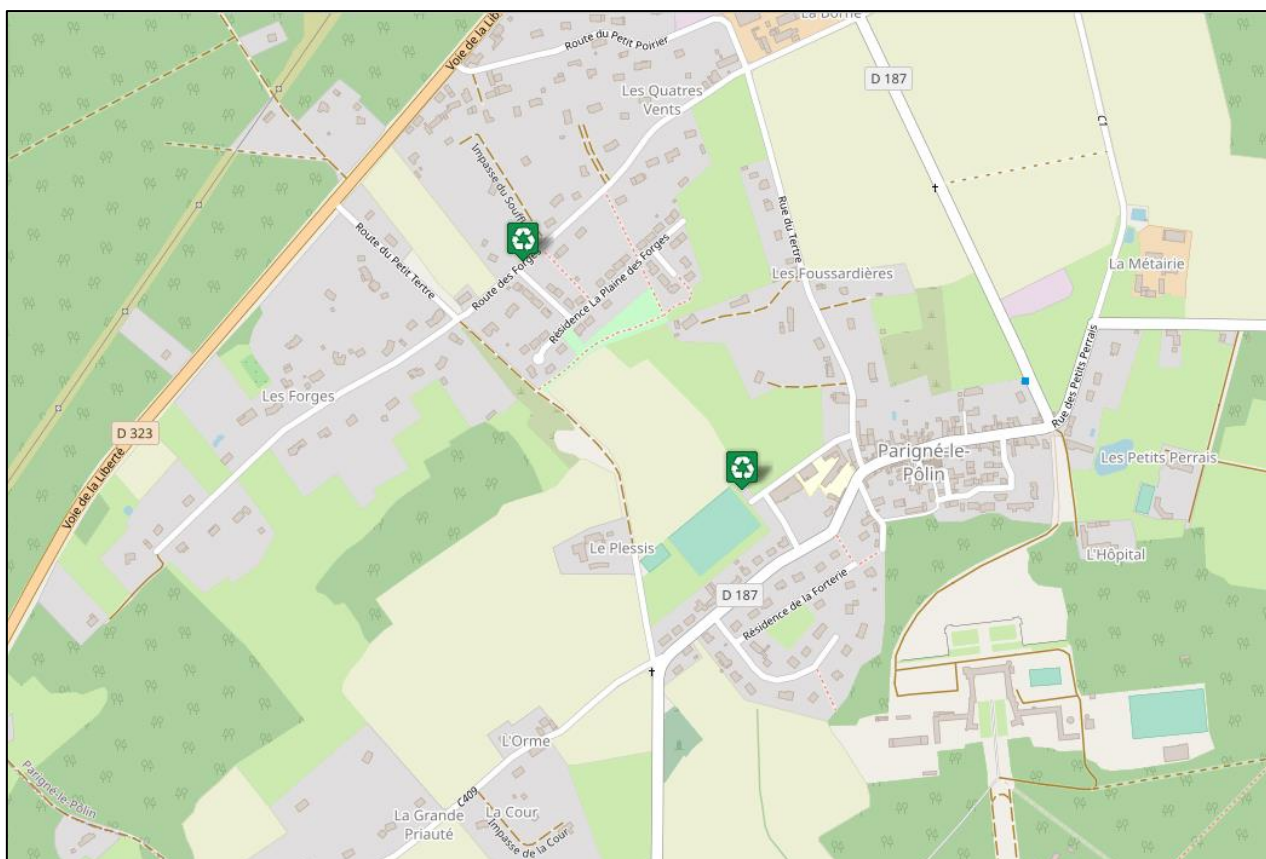 La Borne
Route du Petit Poirier
Voie de la Lib
D 187
Les Quatres
Vents
C1
Impasse du Souffl
Rue du Tertre
Route du Petit Tertre
Route des Forges
Résidence La Plaine des Forges
Les Foussardières
La Métairie
Rue des Petits Perrais
Les Forges
D 323
Voie de la Liberté
Parigné-le-
Pôlin
Les Petits Perrais
Le Plessis
L'Hôpital
D 187
Résidence de la Forterie
L'Orme
Parigné-le-Pôlin
C409
La Cour
La Grande
Priauté
Impasse de la Cour